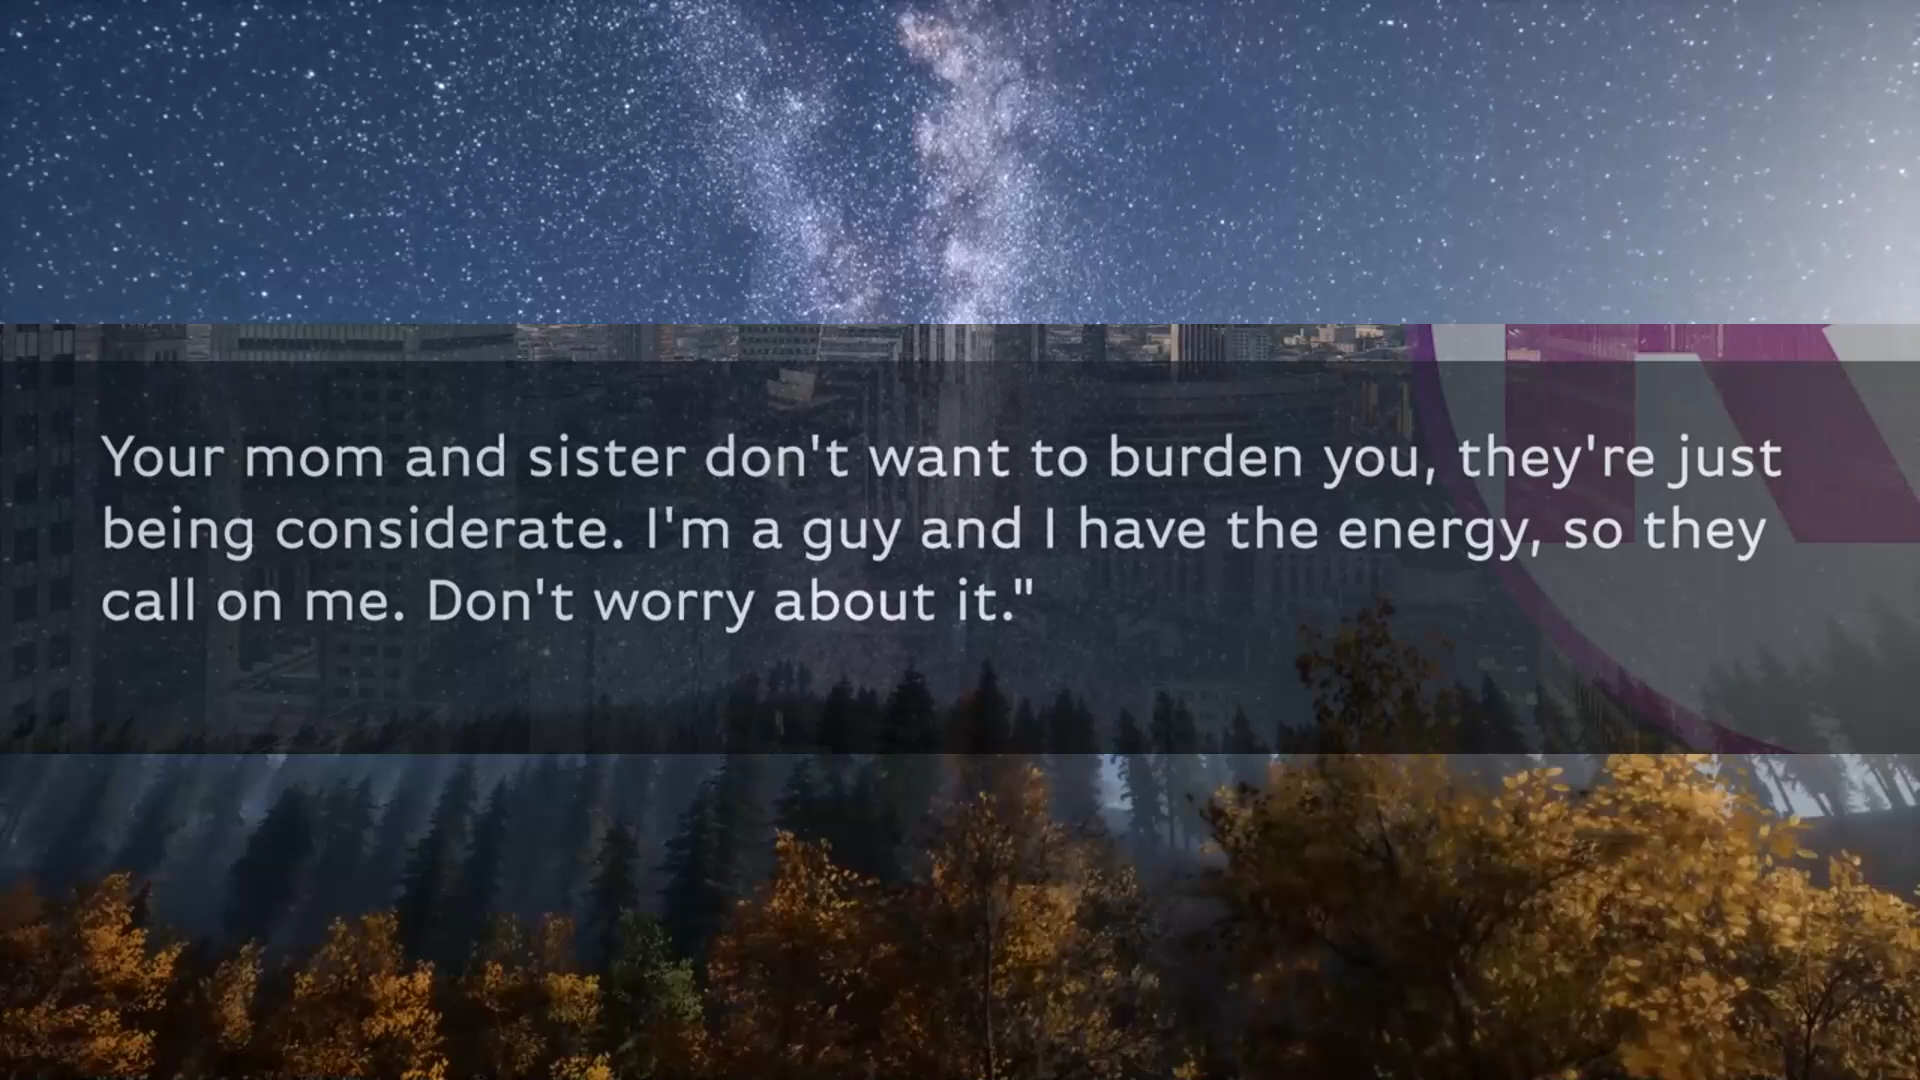 Your mom and sister don't want to burden you, they're just
being considerate. I'm a guy and I have the energy, so they
call on me. Don't worry about it."